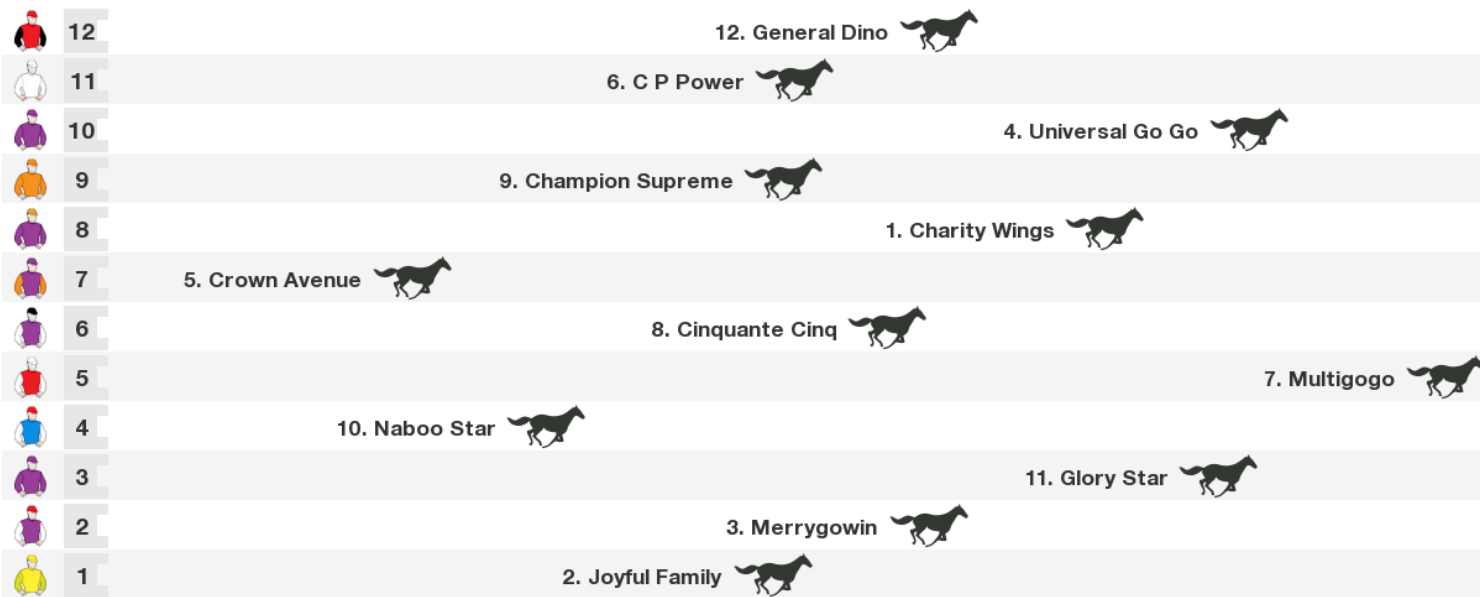 12 12. General Dino
11 6. C P Power
10 4. Universal Go Go
9 9. Champion Supreme
8 1. Charity Wings
7 5. Crown Avenue
6 8. Cinquante Cinq
5 7. Multigogo
4 10. Naboo Star
3 11. Glory Star
2 3. Merrygowin
1 2. Joyful Family